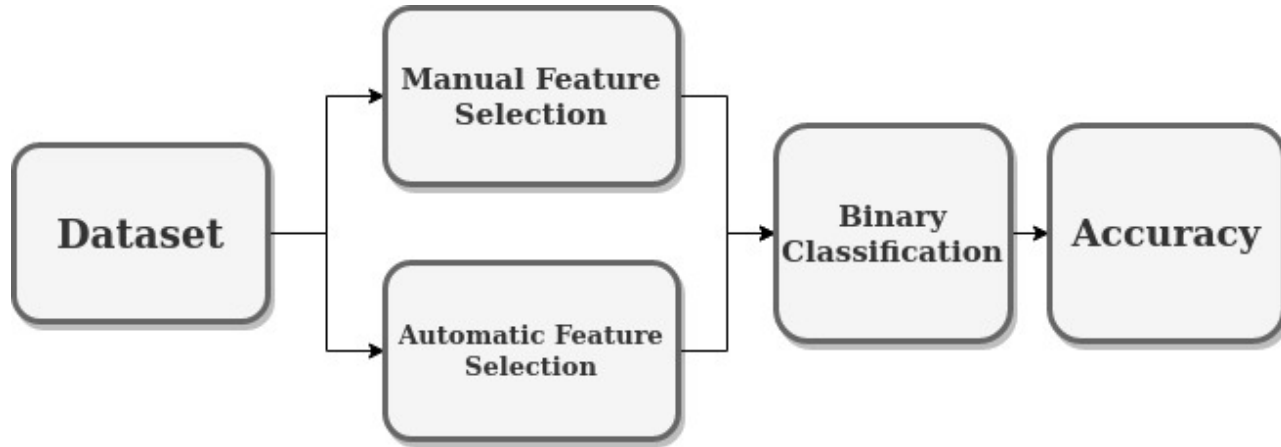 Dataset
Manual Feature
Selection
Automatic Feature
Selection
Binary
Classification
Accuracy